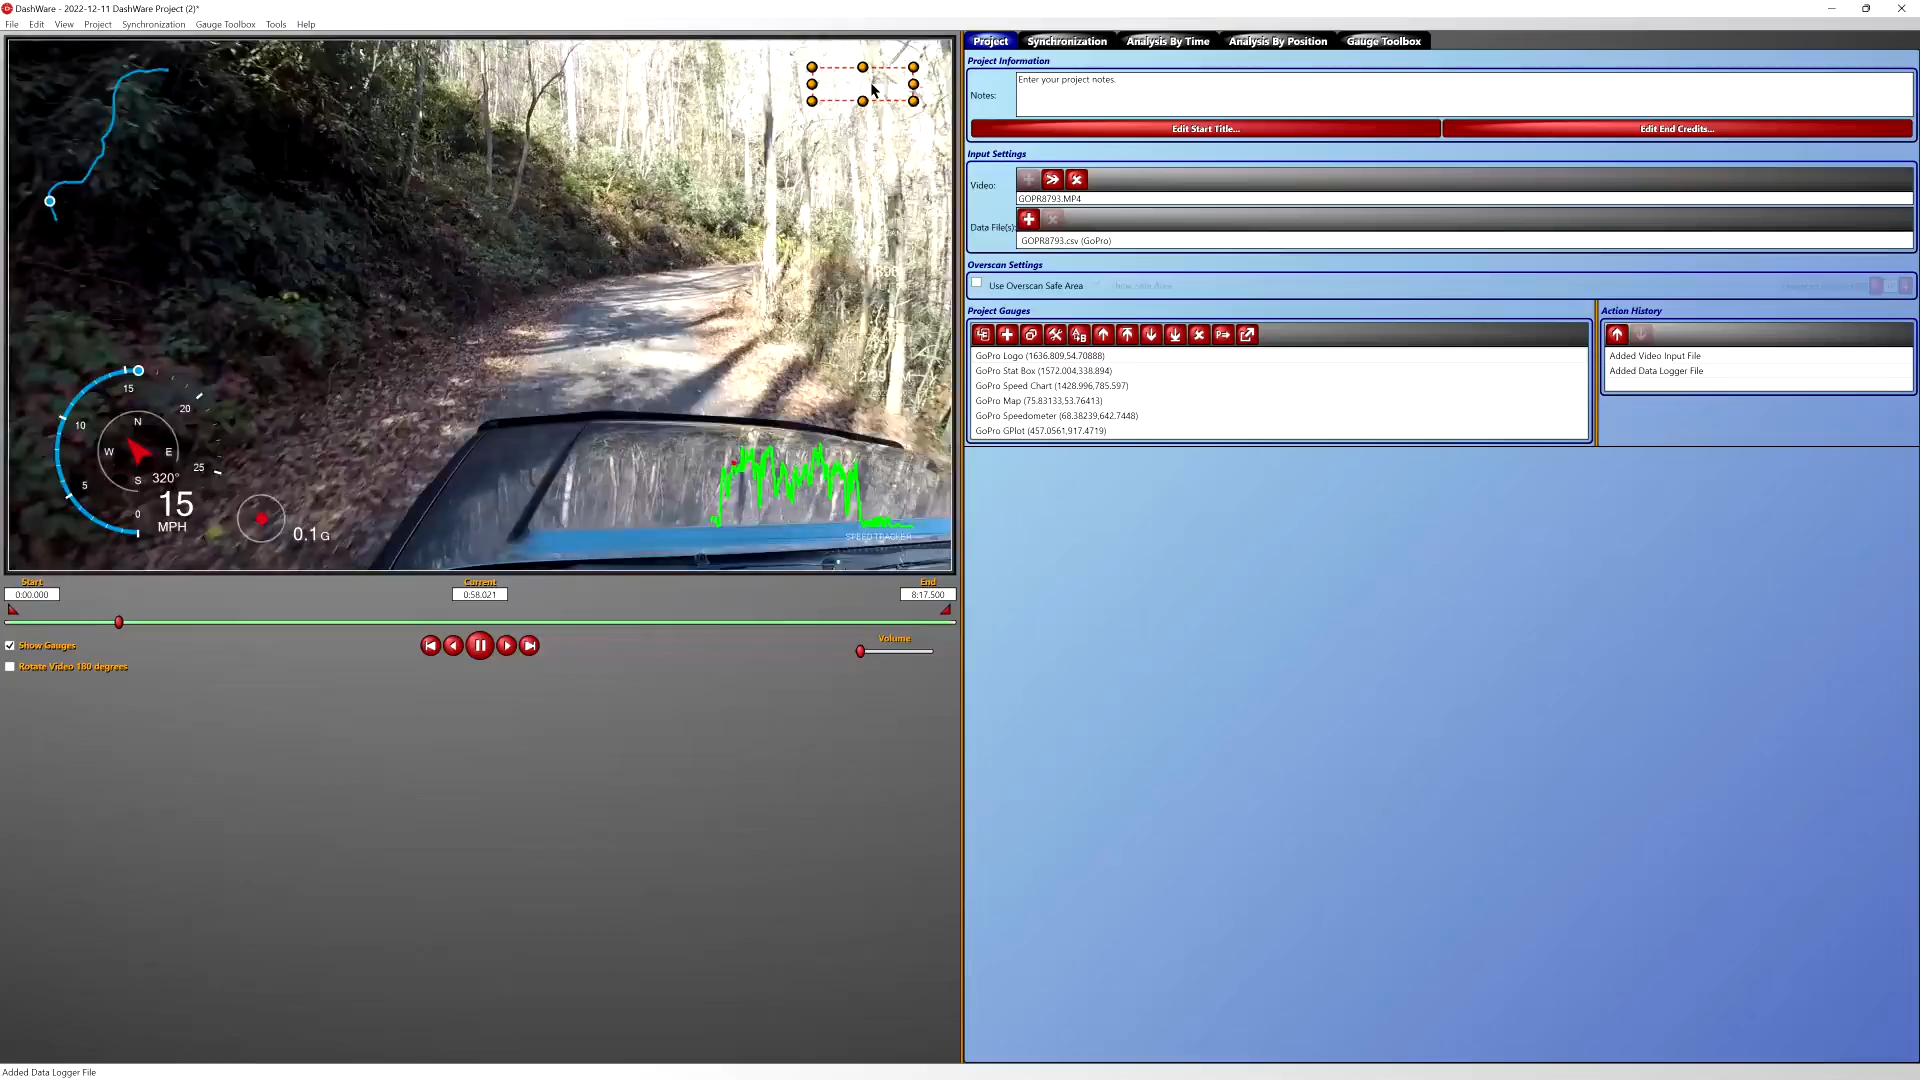 DashWare - 2022-12-11 DashWare Project (2)*
File Edit View Project Synchronization Gauge Toolbox Tools Help
Project Synchronization Analysis By Time Analysis By Position Gauge Toolbox
Project Information
Notes:
Enter your project notes.
Edit Start Title... Edit End Credits...
Input Settings
Video:
GOPR8793.MP4
Data File(s):
GOPR8793.csv (GoPro)
Overscan Settings
Use Overscan Safe Area
Project Gauges
GoPro Logo (1636.809,54.70888)
GoPro Stat Box (1572.004,338.894)
GoPro Speed Chart (1428.996,785.597)
GoPro Map (75.83133,53.76413)
GoPro Speedometer (68.38239,642.7448)
GoPro GPlot (457.0561,917.4719)
Action History
Added Video Input File
Added Data Logger File
15
20
10
N
W E
25
S
320°
5
15
0
MPH
0.1G
SPEED TRACKER
Start Current End
0:00.000 0:58.021 8:17.500
Show Gauges
Rotate Video 180 degrees
Volume
Added Data Logger File